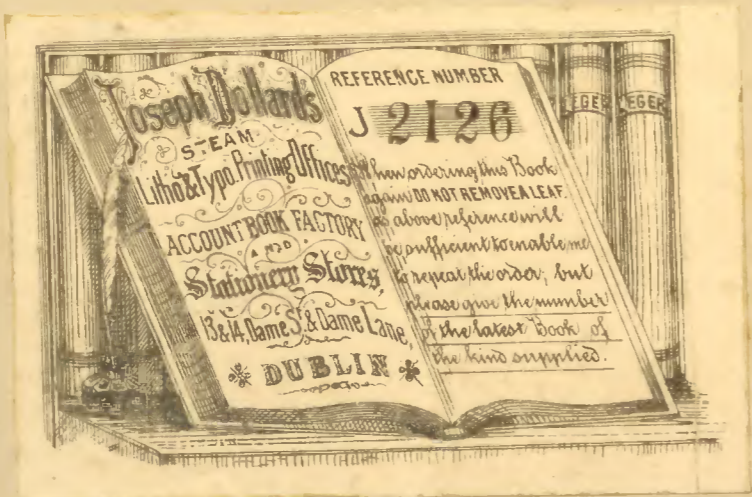 Joseph Dollard's
STEAM
Litho & Typo. Printing Offices
ACCOUNT BOOK FACTORY
AND
Stationery Stores,
13 & 14, Dame St. & Dame Lane,
DUBLIN
REFERENCE NUMBER
J 2126
When ordering this Book
again DO NOT REMOVE A LEAF.
as above reference will
be sufficient to enable me
to repeat the order, but
please give the number
of the latest Book of
the kind supplied.
LEGER
LEGER